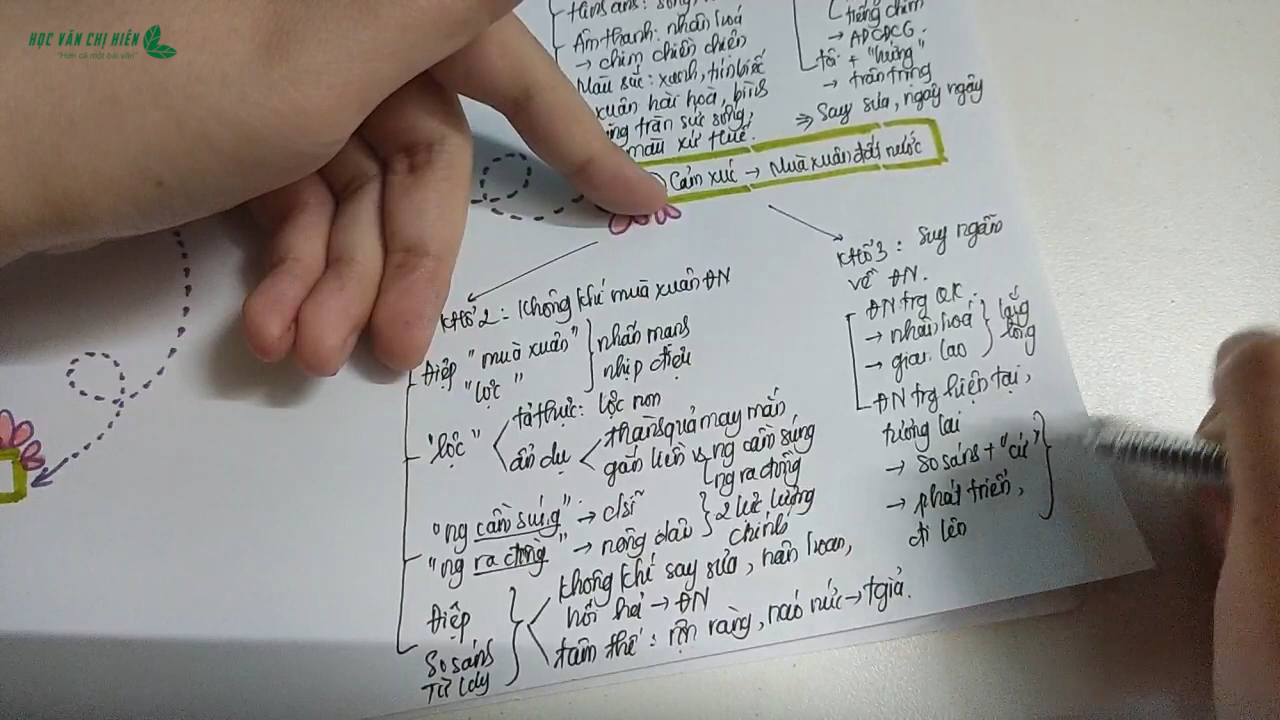 HỌC VĂN CHỊ HIÊN
"Hơn cả một bài văn"
Âm thanh: nhân hoá
→ chim chiền chiện
Màu sắc: xanh, tím biếc
xuân hài hoà, bình
tràn sức sống,
màu xứ Huế.
tiếng chim
→ ÂDCĐCG.
tôi + "hứng"
→ trân trọng
⇒ Say sưa, ngây ngây
Cảm xúc → Mùa xuân đất nước
Khổ 2: Không khí mùa xuân ĐN
Điệp "mùa xuân"
"lộc"
nhấn mạnh
nhịp điệu
"lộc"
tả thực: lộc non
ẩn dụ
thành quả may mắn
gắn liền vs ng cầm súng
ng ra đồng
"ng cầm súng" → c/sĩ
"ng ra đồng" → nông dân
2 lực lượng
chính
Điệp
So sánh
Từ láy
không khí say sưa, hân hoan,
hối hả → ĐN
tâm thế: rộn ràng, náo nức → tgiả.
Khổ 3: Suy ngẫm
về ĐN.
ĐN trg QK.
→ nhân hoá
→ gian lao
lắng
lòng
ĐN trg hiện tại,
tương lai
→ So sánh + "cứ"
→ phát triển,
đi lên